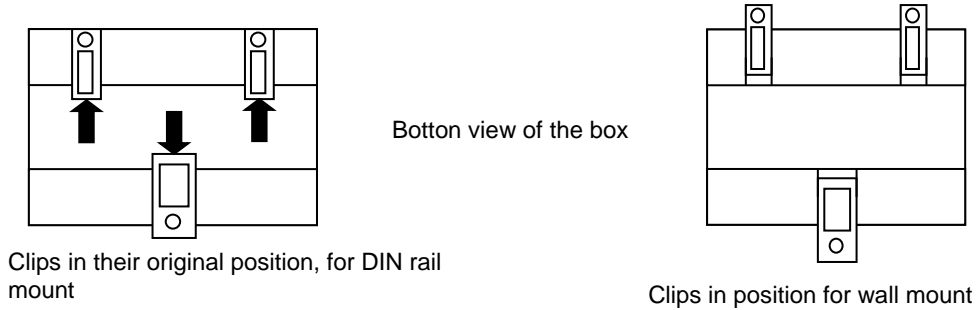 Botton view of the box
Clips in their original position, for DIN rail
mount
Clips in position for wall mount